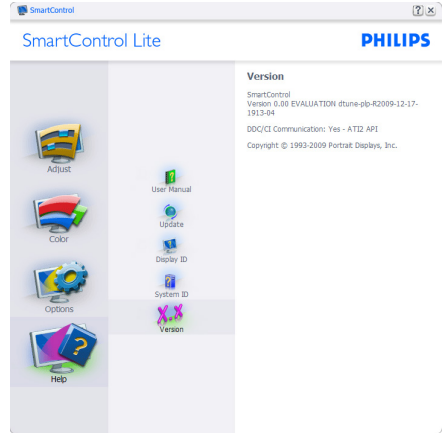 SmartControl
SmartControl Lite
PHILIPS
Adjust
Color
Options
Help
User Manual
Update
Display ID
System ID
X.X
Version
Version
SmartControl
Version 0.00 EVALUATION dtune-plp-R2009-12-17-
1913-04
DDC/CI Communication: Yes - ATI2 API
Copyright © 1993-2009 Portrait Displays, Inc.